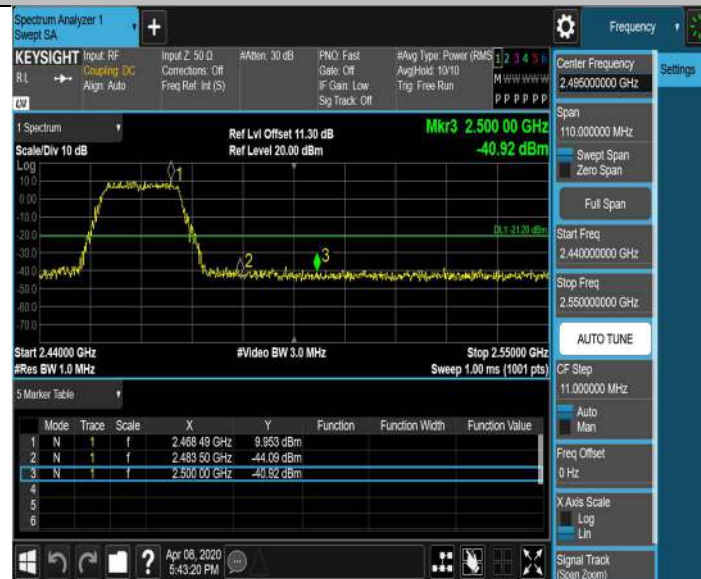 Spectrum Analyzer 1
Swept SA
+
Frequency
KEYSIGHT Input: RF Input Z: 50 Ω #Atten: 30 dB PNO: Fast #Avg Type: Power (RMS 1 2 3 4 5 6
RL Coupling: DC Corrections: Off Gate: Off Avg|Hold: 10/10 M W W W W W
Align: Auto Freq Ref: Int (S) IF Gain: Low Trig: Free Run
Sig Track: Off P P P P P P
1 Spectrum
Ref Lvl Offset 11.30 dB Mkr3 2.500 00 GHz
Scale/Div 10 dB Ref Level 20.00 dBm -40.92 dBm
Log
10.0
0.00
-10.0
-20.0
-30.0
-40.0
-50.0
-60.0
-70.0
1
2
3
DL1 -21.20 dBm
Start 2.44000 GHz #Video BW 3.0 MHz Stop 2.55000 GHz
#Res BW 1.0 MHz Sweep 1.00 ms (1001 pts)
5 Marker Table
Mode Trace Scale X Y Function Function Width Function Value
1 N 1 f 2.468 49 GHz 9.953 dBm
2 N 1 f 2.483 50 GHz -44.09 dBm
3 N 1 f 2.500 00 GHz -40.92 dBm
4
5
6
?
Apr 08, 2020
5:43:20 PM
Center Frequency
2.495000000 GHz
Settings
Span
110.000000 MHz
Swept Span
Zero Span
Full Span
Start Freq
2.440000000 GHz
Stop Freq
2.550000000 GHz
AUTO TUNE
CF Step
11.000000 MHz
Auto
Man
Freq Offset
0 Hz
X Axis Scale
Log
Lin
Signal Track
(Span Zoom)